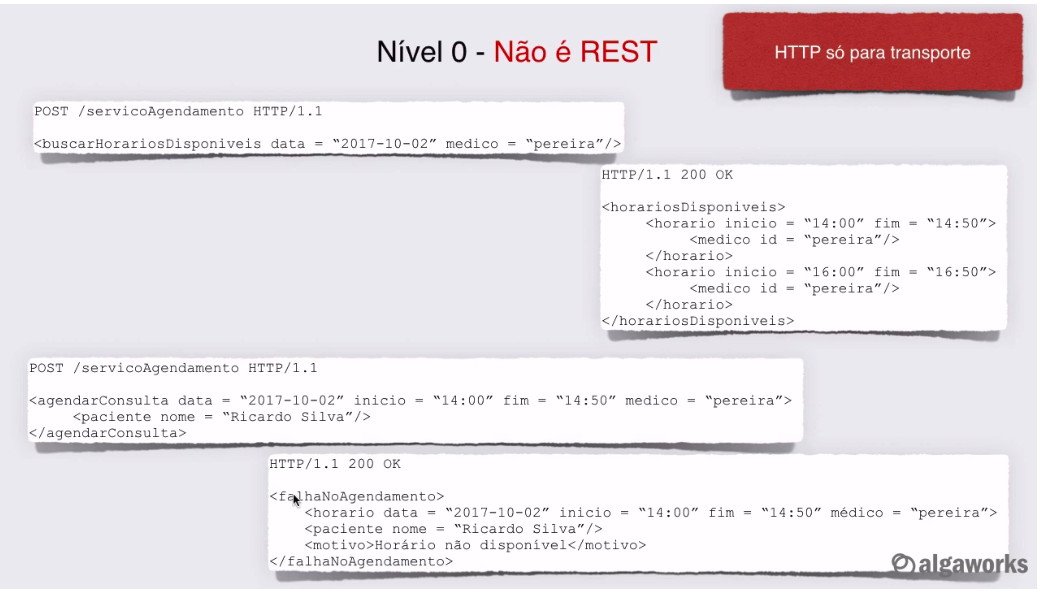 Nível 0 - Não é REST
HTTP só para transporte
POST /servicoAgendamento HTTP/1.1
<buscarHorariosDisponiveis data = “2017-10-02” medico = “pereira”/>
HTTP/1.1 200 OK
<horariosDisponiveis>
<horario inicio = “14:00” fim = “14:50”>
<medico id = “pereira”/>
</horario>
<horario inicio = “16:00” fim = “16:50”>
<medico id = “pereira”/>
</horario>
</horariosDisponiveis>
POST /servicoAgendamento HTTP/1.1
<agendarConsulta data = “2017-10-02” inicio = “14:00” fim = “14:50” medico = “pereira”>
<paciente nome = “Ricardo Silva”/>
</agendarConsulta>
HTTP/1.1 200 OK
<falhaNoAgendamento>
<horario data = “2017-10-02” inicio = “14:00” fim = “14:50” médico = “pereira”>
<paciente nome = “Ricardo Silva”/>
<motivo>Horário não disponível</motivo>
</falhaNoAgendamento>
algaworks